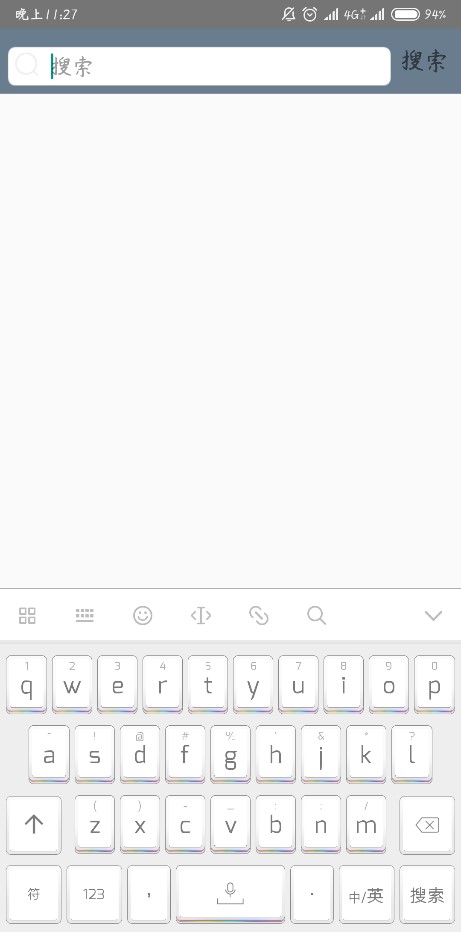 晚上11:27 4G+ 94%
搜索 搜索
1 2 3 4 5 6 7 8 9 0
q w e r t y u i o p
~ ! @ # % ' & * ?
a s d f g h j k l
( ) - _ : ; /
z x c v b n m
符 123 , . 中/英 搜索